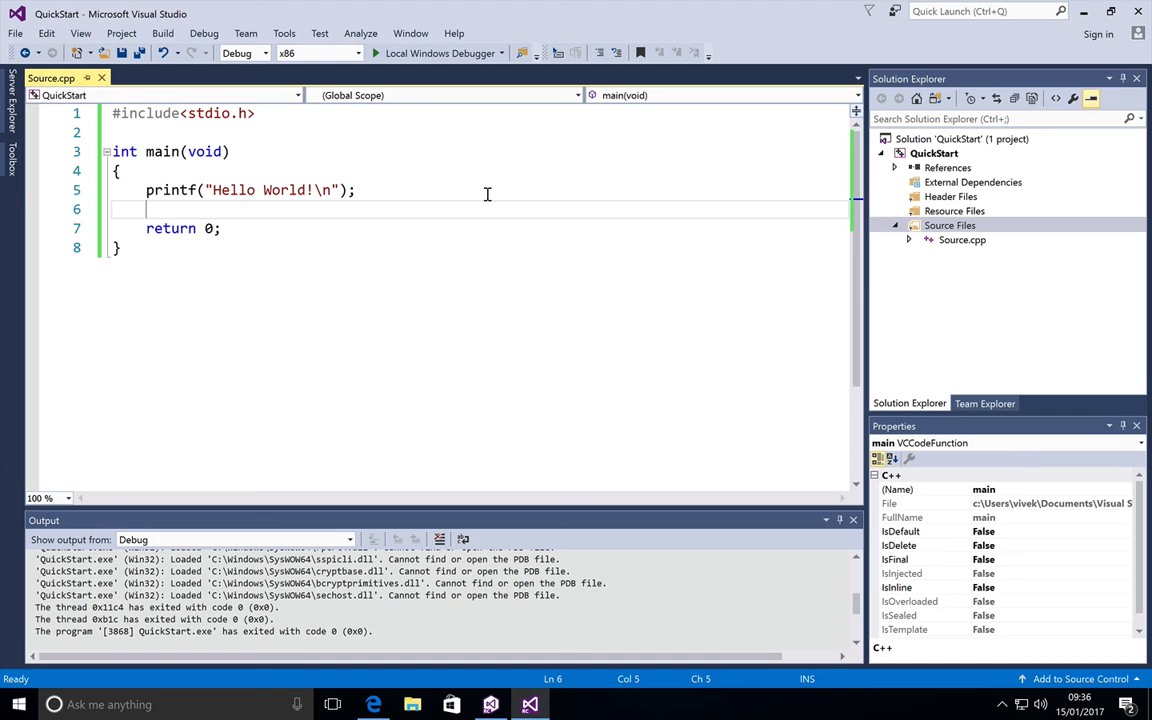 QuickStart - Microsoft Visual Studio
Quick Launch (Ctrl+Q)
File Edit View Project Build Debug Team Tools Test Analyze Window Help
Sign in
Debug x86 Local Windows Debugger
Server Explorer
Toolbox
Source.cpp
QuickStart (Global Scope) main(void)
1 #include<stdio.h>
2
3 int main(void)
4 {
5 printf("Hello World!\n");
6
7 return 0;
8 }
100 %
Solution Explorer
Search Solution Explorer (Ctrl+;)
Solution 'QuickStart' (1 project)
QuickStart
References
External Dependencies
Header Files
Resource Files
Source Files
Source.cpp
Solution Explorer Team Explorer
Properties
main VCCodeFunction
C++
(Name) main
File c:\Users\vivek\Documents\Visual S
FullName main
IsDefault False
IsDelete False
IsFinal False
IsInjected False
IsInline False
IsOverloaded False
IsSealed False
IsTemplate False
C++
Output
Show output from: Debug
'QuickStart.exe' (Win32): Loaded 'C:\Windows\SysWOW64\sspicli.dll'. Cannot find or open the PDB file.
'QuickStart.exe' (Win32): Loaded 'C:\Windows\SysWOW64\cryptbase.dll'. Cannot find or open the PDB file.
'QuickStart.exe' (Win32): Loaded 'C:\Windows\SysWOW64\bcryptprimitives.dll'. Cannot find or open the PDB file.
'QuickStart.exe' (Win32): Loaded 'C:\Windows\SysWOW64\sechost.dll'. Cannot find or open the PDB file.
The thread 0x11c4 has exited with code 0 (0x0).
The thread 0xb1c has exited with code 0 (0x0).
The program '[3868] QuickStart.exe' has exited with code 0 (0x0).
Ready Ln 6 Col 5 Ch 5 INS Add to Source Control
Ask me anything
09:36
15/01/2017
2